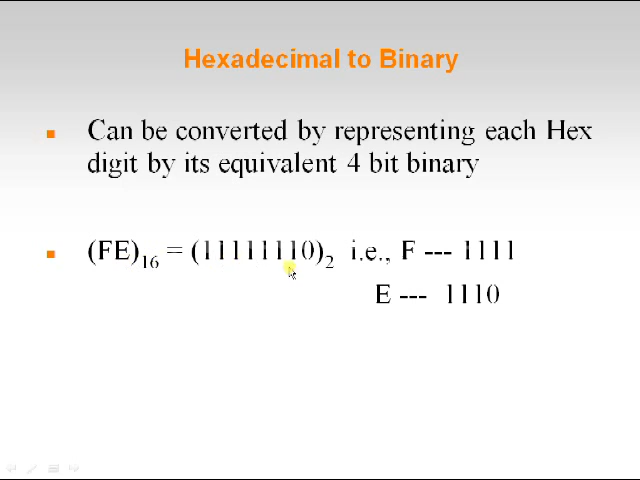 Hexadecimal to Binary
Can be converted by representing each Hex
digit by its equivalent 4 bit binary
(FE)16 = (11111110)2 i.e., F --- 1111
E --- 1110